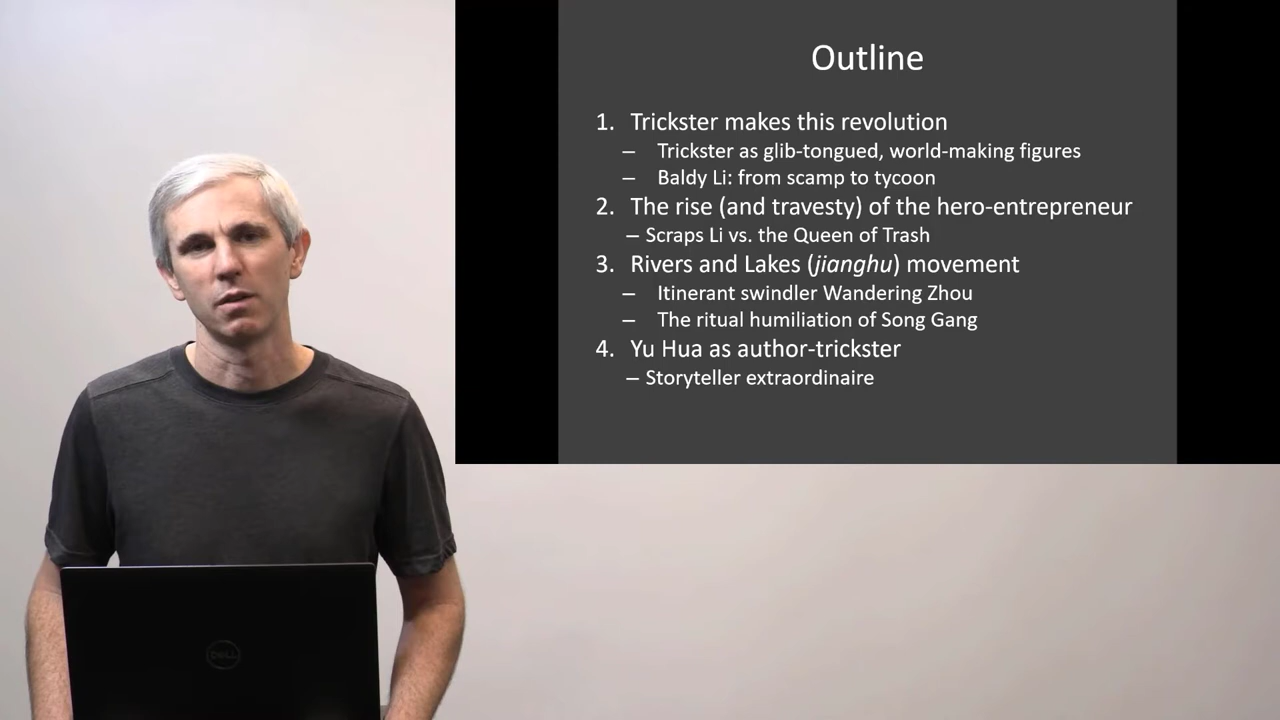 Outline
1. Trickster makes this revolution
– Trickster as glib-tongued, world-making figures
– Baldy Li: from scamp to tycoon
2. The rise (and travesty) of the hero-entrepreneur
– Scraps Li vs. the Queen of Trash
3. Rivers and Lakes (jianghu) movement
– Itinerant swindler Wandering Zhou
– The ritual humiliation of Song Gang
4. Yu Hua as author-trickster
– Storyteller extraordinaire
DELL